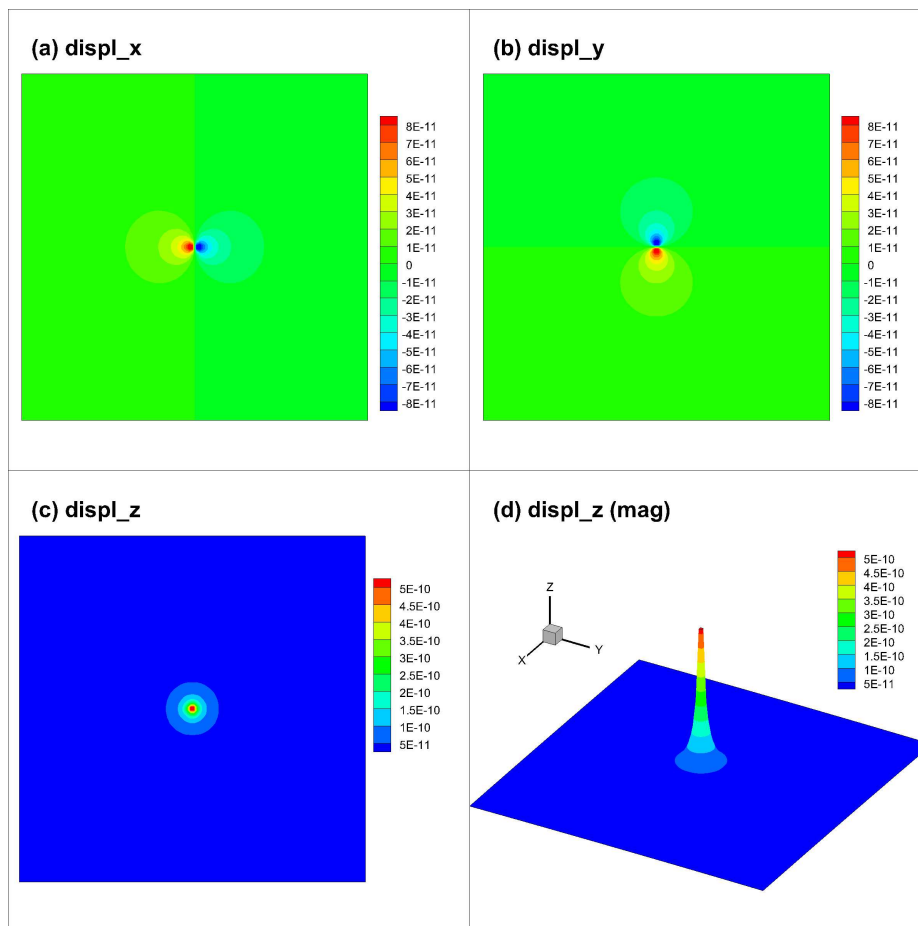 (a) displ_x
8E-11
7E-11
6E-11
5E-11
4E-11
3E-11
2E-11
1E-11
0
-1E-11
-2E-11
-3E-11
-4E-11
-5E-11
-6E-11
-7E-11
-8E-11
(b) displ_y
8E-11
7E-11
6E-11
5E-11
4E-11
3E-11
2E-11
1E-11
0
-1E-11
-2E-11
-3E-11
-4E-11
-5E-11
-6E-11
-7E-11
-8E-11
(c) displ_z
5E-10
4.5E-10
4E-10
3.5E-10
3E-10
2.5E-10
2E-10
1.5E-10
1E-10
5E-11
(d) displ_z (mag)
Z
X
Y
5E-10
4.5E-10
4E-10
3.5E-10
3E-10
2.5E-10
2E-10
1.5E-10
1E-10
5E-11